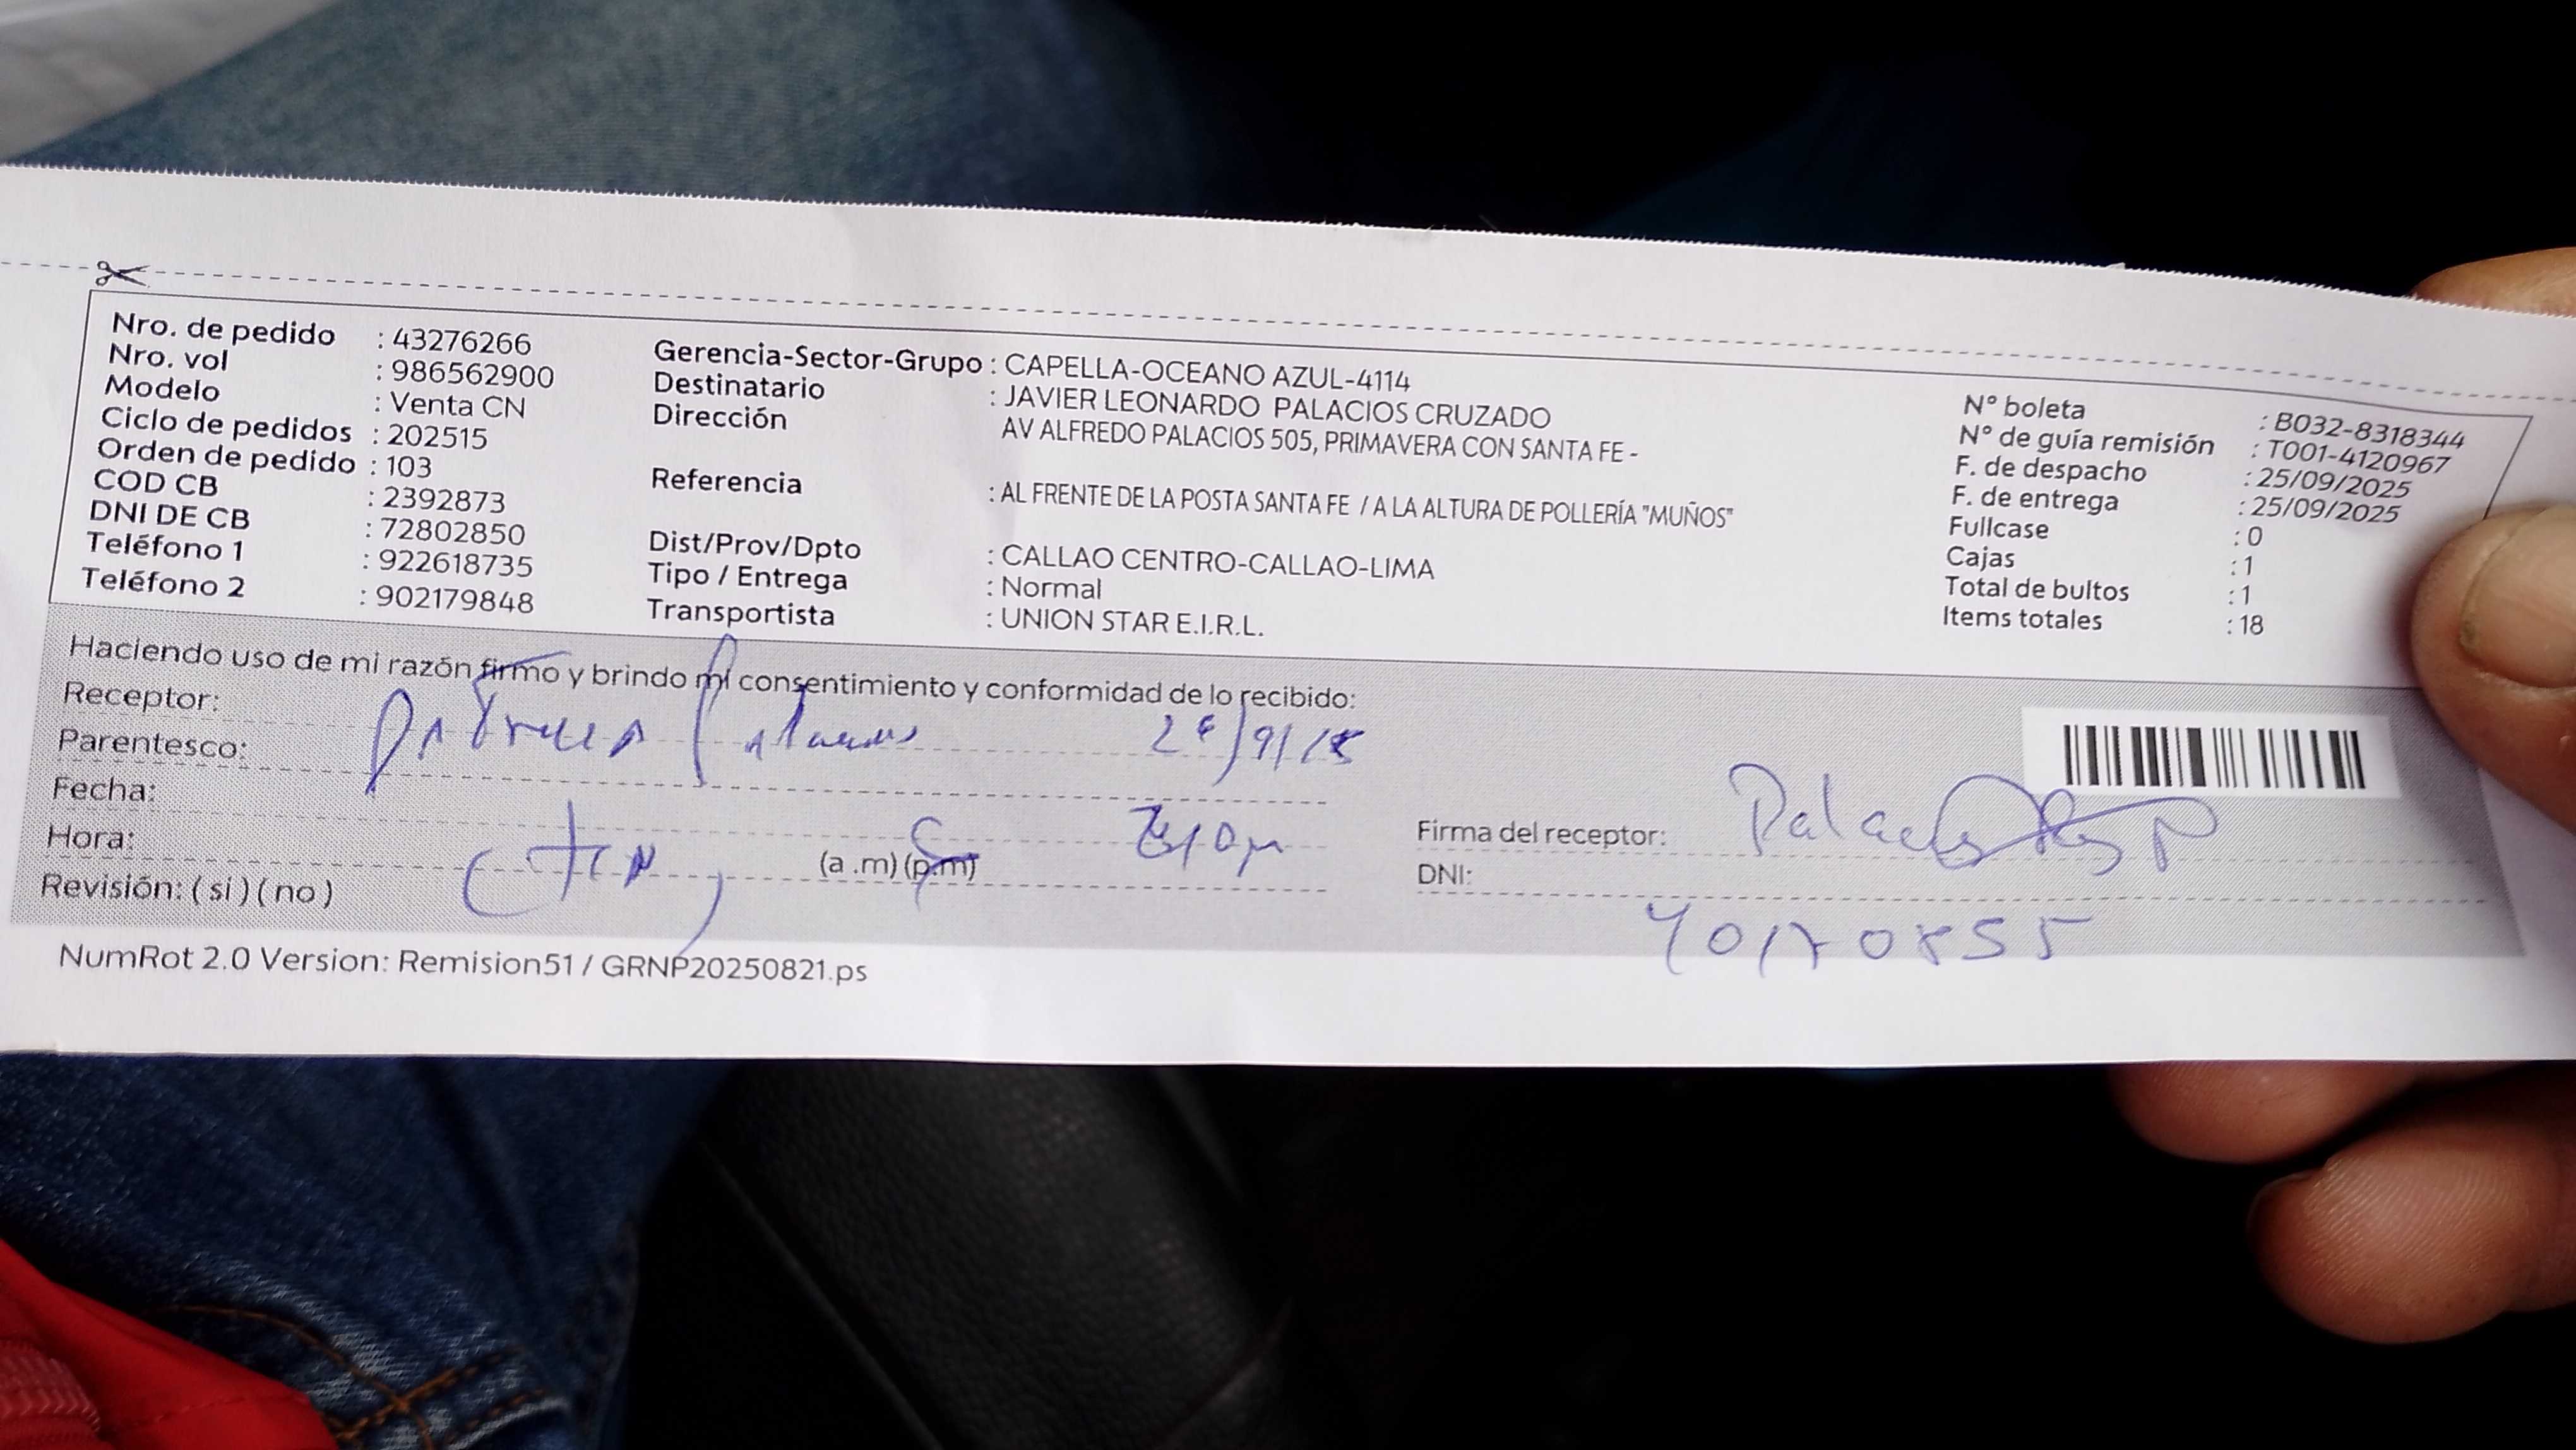 Nro. de pedido : 43276266
Nro. vol : 986562900
Modelo : Venta CN
Ciclo de pedidos : 202515
Orden de pedido : 103
COD CB : 2392873
DNI DE CB : 72802850
Teléfono 1 : 922618735
Teléfono 2 : 902179848
Gerencia-Sector-Grupo : CAPELLA-OCEANO AZUL-4114
Destinatario : JAVIER LEONARDO PALACIOS CRUZADO
Dirección AV ALFREDO PALACIOS 505, PRIMAVERA CON SANTA FE -
Referencia : AL FRENTE DE LA POSTA SANTA FE / A LA ALTURA DE POLLERÍA "MUÑOS"
Dist/Prov/Dpto : CALLAO CENTRO-CALLAO-LIMA
Tipo / Entrega : Normal
Transportista : UNION STAR E.I.R.L.
N° boleta : B032-8318344
N° de guía remisión : T001-4120967
F. de despacho : 25/09/2025
F. de entrega : 25/09/2025
Fullcase : 0
Cajas : 1
Total de bultos : 1
Items totales : 18
Haciendo uso de mi razón firmo y brindo mi consentimiento y conformidad de lo recibido:
Receptor:
Parentesco:
Fecha:
Hora: (a .m) (p.m)
Revisión: ( si ) ( no )
Firma del receptor:
DNI:
NumRot 2.0 Version: Remision51 / GRNP20250821.ps